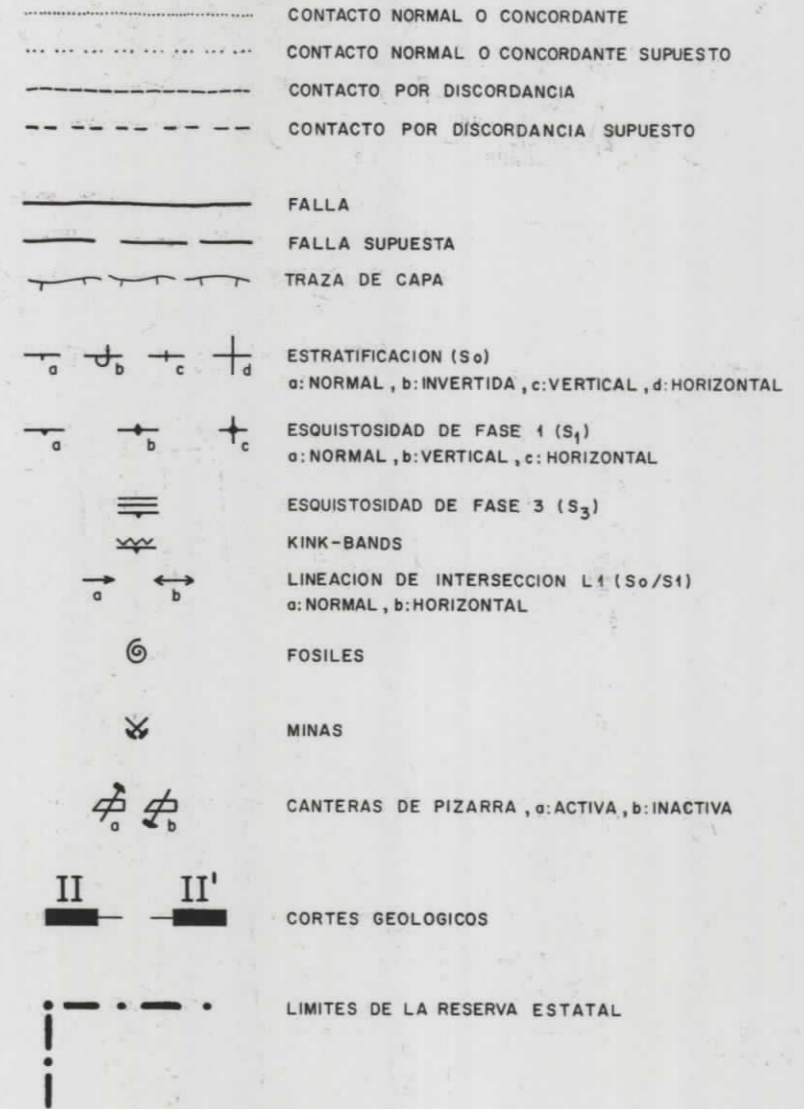 CONTACTO NORMAL O CONCORDANTE
CONTACTO NORMAL O CONCORDANTE SUPUESTO
CONTACTO POR DISCORDANCIA
CONTACTO POR DISCORDANCIA SUPUESTO
FALLA
FALLA SUPUESTA
TRAZA DE CAPA
a b c d
ESTRATIFICACION (So)
a: NORMAL , b: INVERTIDA , c: VERTICAL , d: HORIZONTAL
a b c
ESQUISTOSIDAD DE FASE 1 (S₁)
a: NORMAL , b: VERTICAL , c: HORIZONTAL
ESQUISTOSIDAD DE FASE 3 (S₃)
KINK-BANDS
a b
LINEACION DE INTERSECCION L1 (So/S1)
a: NORMAL , b: HORIZONTAL
FOSILES
MINAS
a b
CANTERAS DE PIZARRA , a: ACTIVA , b: INACTIVA
II II'
CORTES GEOLOGICOS
LIMITES DE LA RESERVA ESTATAL